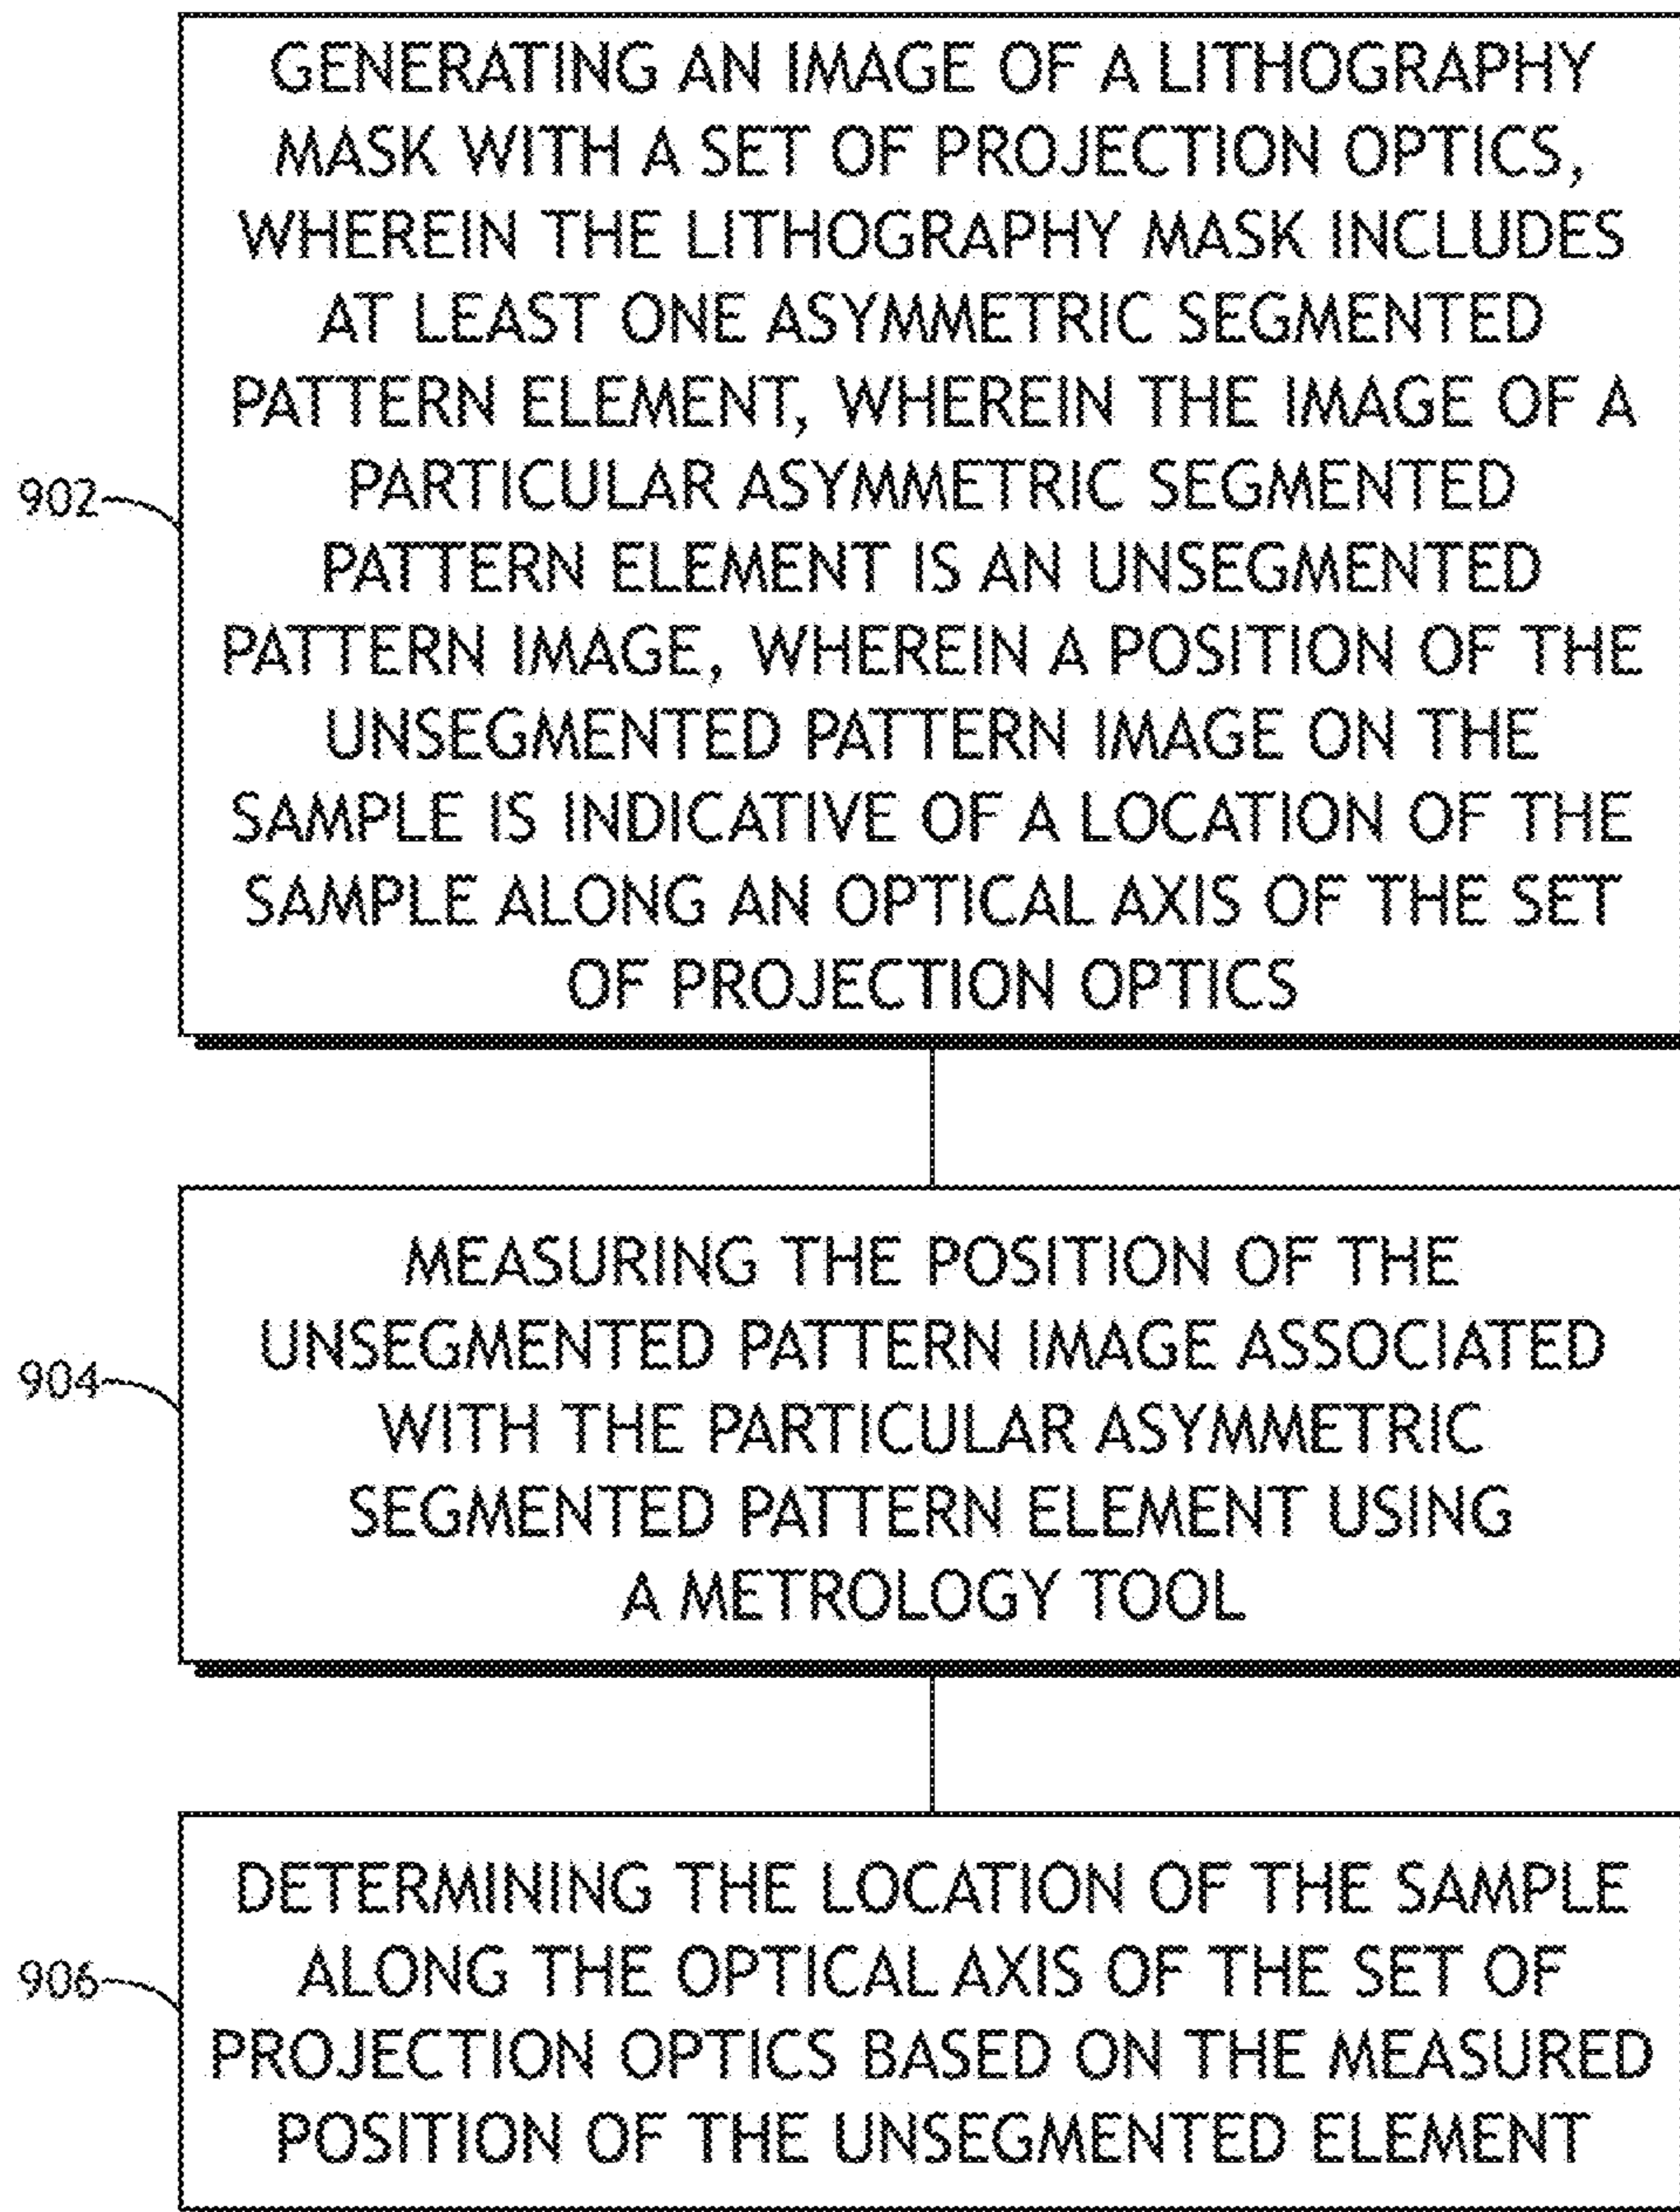 GENERATING AN IMAGE OF A LITHOGRAPHY
MASK WITH A SET OF PROJECTION OPTICS,
WHEREIN THE LITHOGRAPHY MASK INCLUDES
AT LEAST ONE ASYMMETRIC SEGMENTED
PATTERN ELEMENT, WHEREIN THE IMAGE OF A
902
PARTICULAR ASYMMETRIC SEGMENTED
PATTERN ELEMENT IS AN UNSEGMENTED
PATTERN IMAGE, WHEREIN A POSITION OF THE
UNSEGMENTED PATTERN IMAGE ON THE
SAMPLE IS INDICATIVE OF A LOCATION OF THE
SAMPLE ALONG AN OPTICAL AXIS OF THE SET
OF PROJECTION OPTICS
MEASURING THE POSITION OF THE
UNSEGMENTED PATTERN IMAGE ASSOCIATED
904
WITH THE PARTICULAR ASYMMETRIC
SEGMENTED PATTERN ELEMENT USING
A METROLOGY TOOL
DETERMINING THE LOCATION OF THE SAMPLE
906
ALONG THE OPTICAL AXIS OF THE SET OF
PROJECTION OPTICS BASED ON THE MEASURED
POSITION OF THE UNSEGMENTED ELEMENT